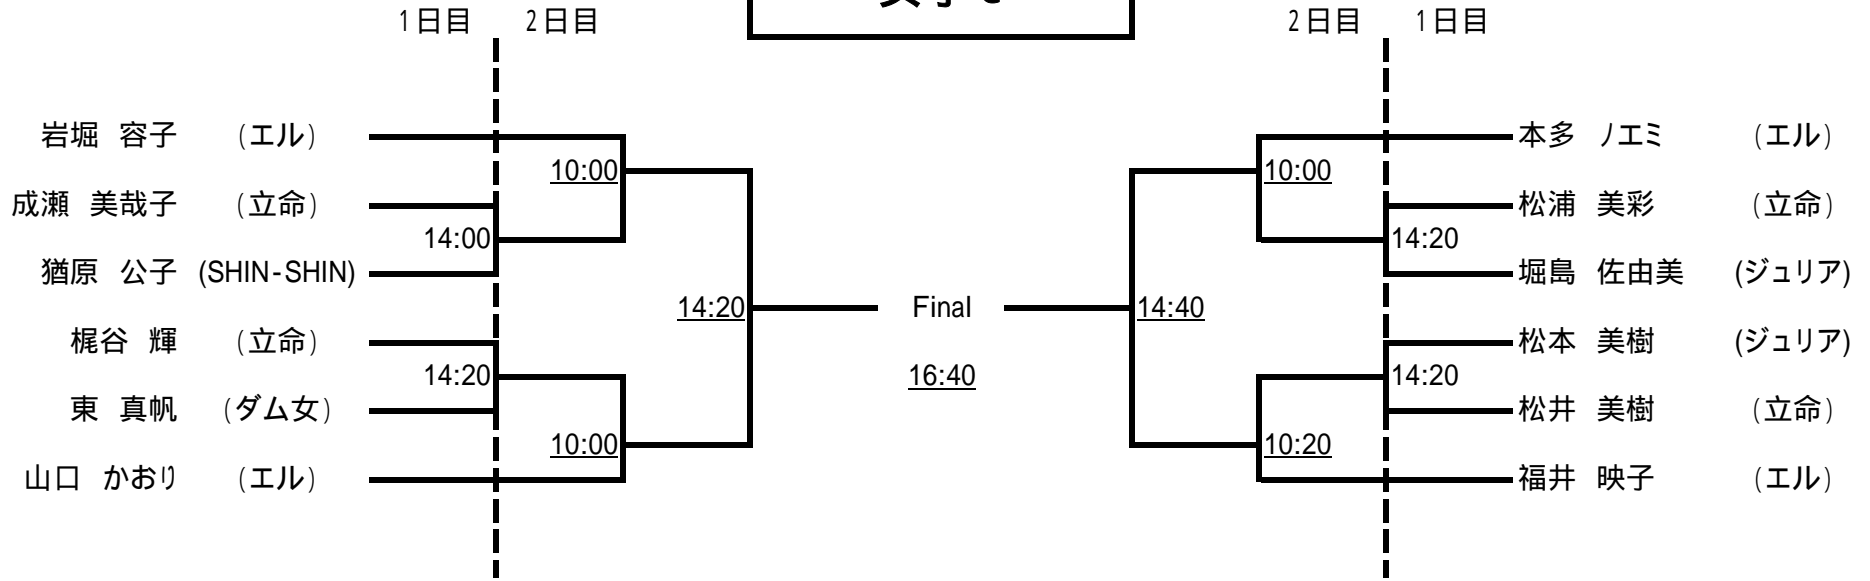 1日目 2日目 2日目 1日目
岩堀 容子 (エル) 本多 ノエミ (エル)
10:00 10:00
成瀬 美哉子 (立命) 松浦 美彩 (立命)
14:00 14:20
猶原 公子 (SHIN-SHIN) 堀島 佐由美 (ジュリア)
14:20 Final 14:40
梶谷 輝 (立命) 松本 美樹 (ジュリア)
14:20 16:40 14:20
東 真帆 (ダム女) 松井 美樹 (立命)
10:00 10:20
山口 かおり (エル) 福井 映子 (エル)